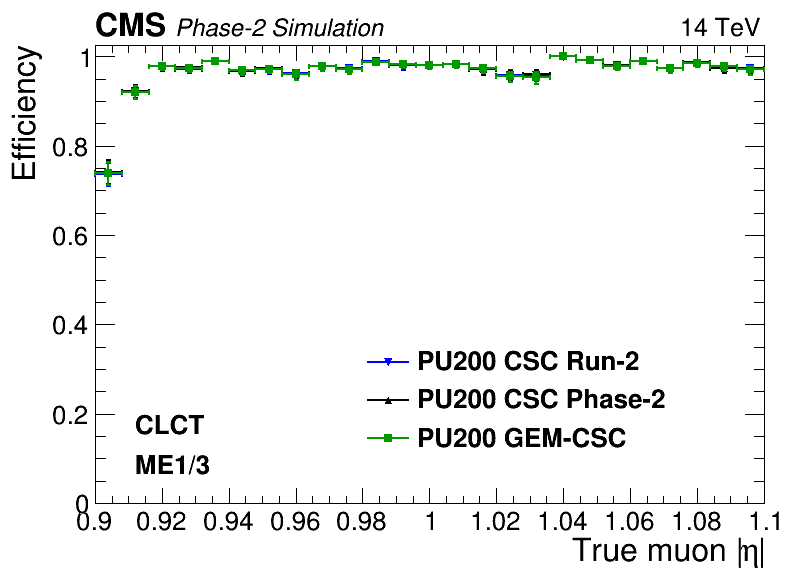 CMS Phase-2 Simulation 14 TeV
Efficiency
1
0.8
0.6
0.4
0.2
0
PU200 CSC Run-2
PU200 CSC Phase-2
PU200 GEM-CSC
CLCT
ME1/3
0.9 0.92 0.94 0.96 0.98 1 1.02 1.04 1.06 1.08 1.1
True muon |η|